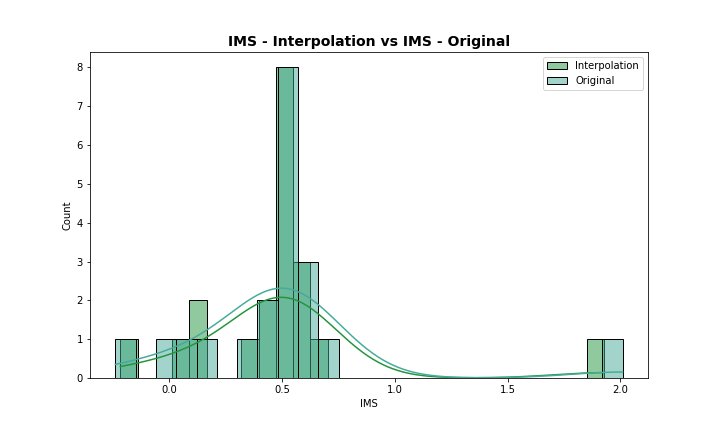 IMS - Interpolation vs IMS - Original
Interpolation
Original
8
7
6
5
4
3
2
1
0
Count
0.0 0.5 1.0 1.5 2.0
IMS